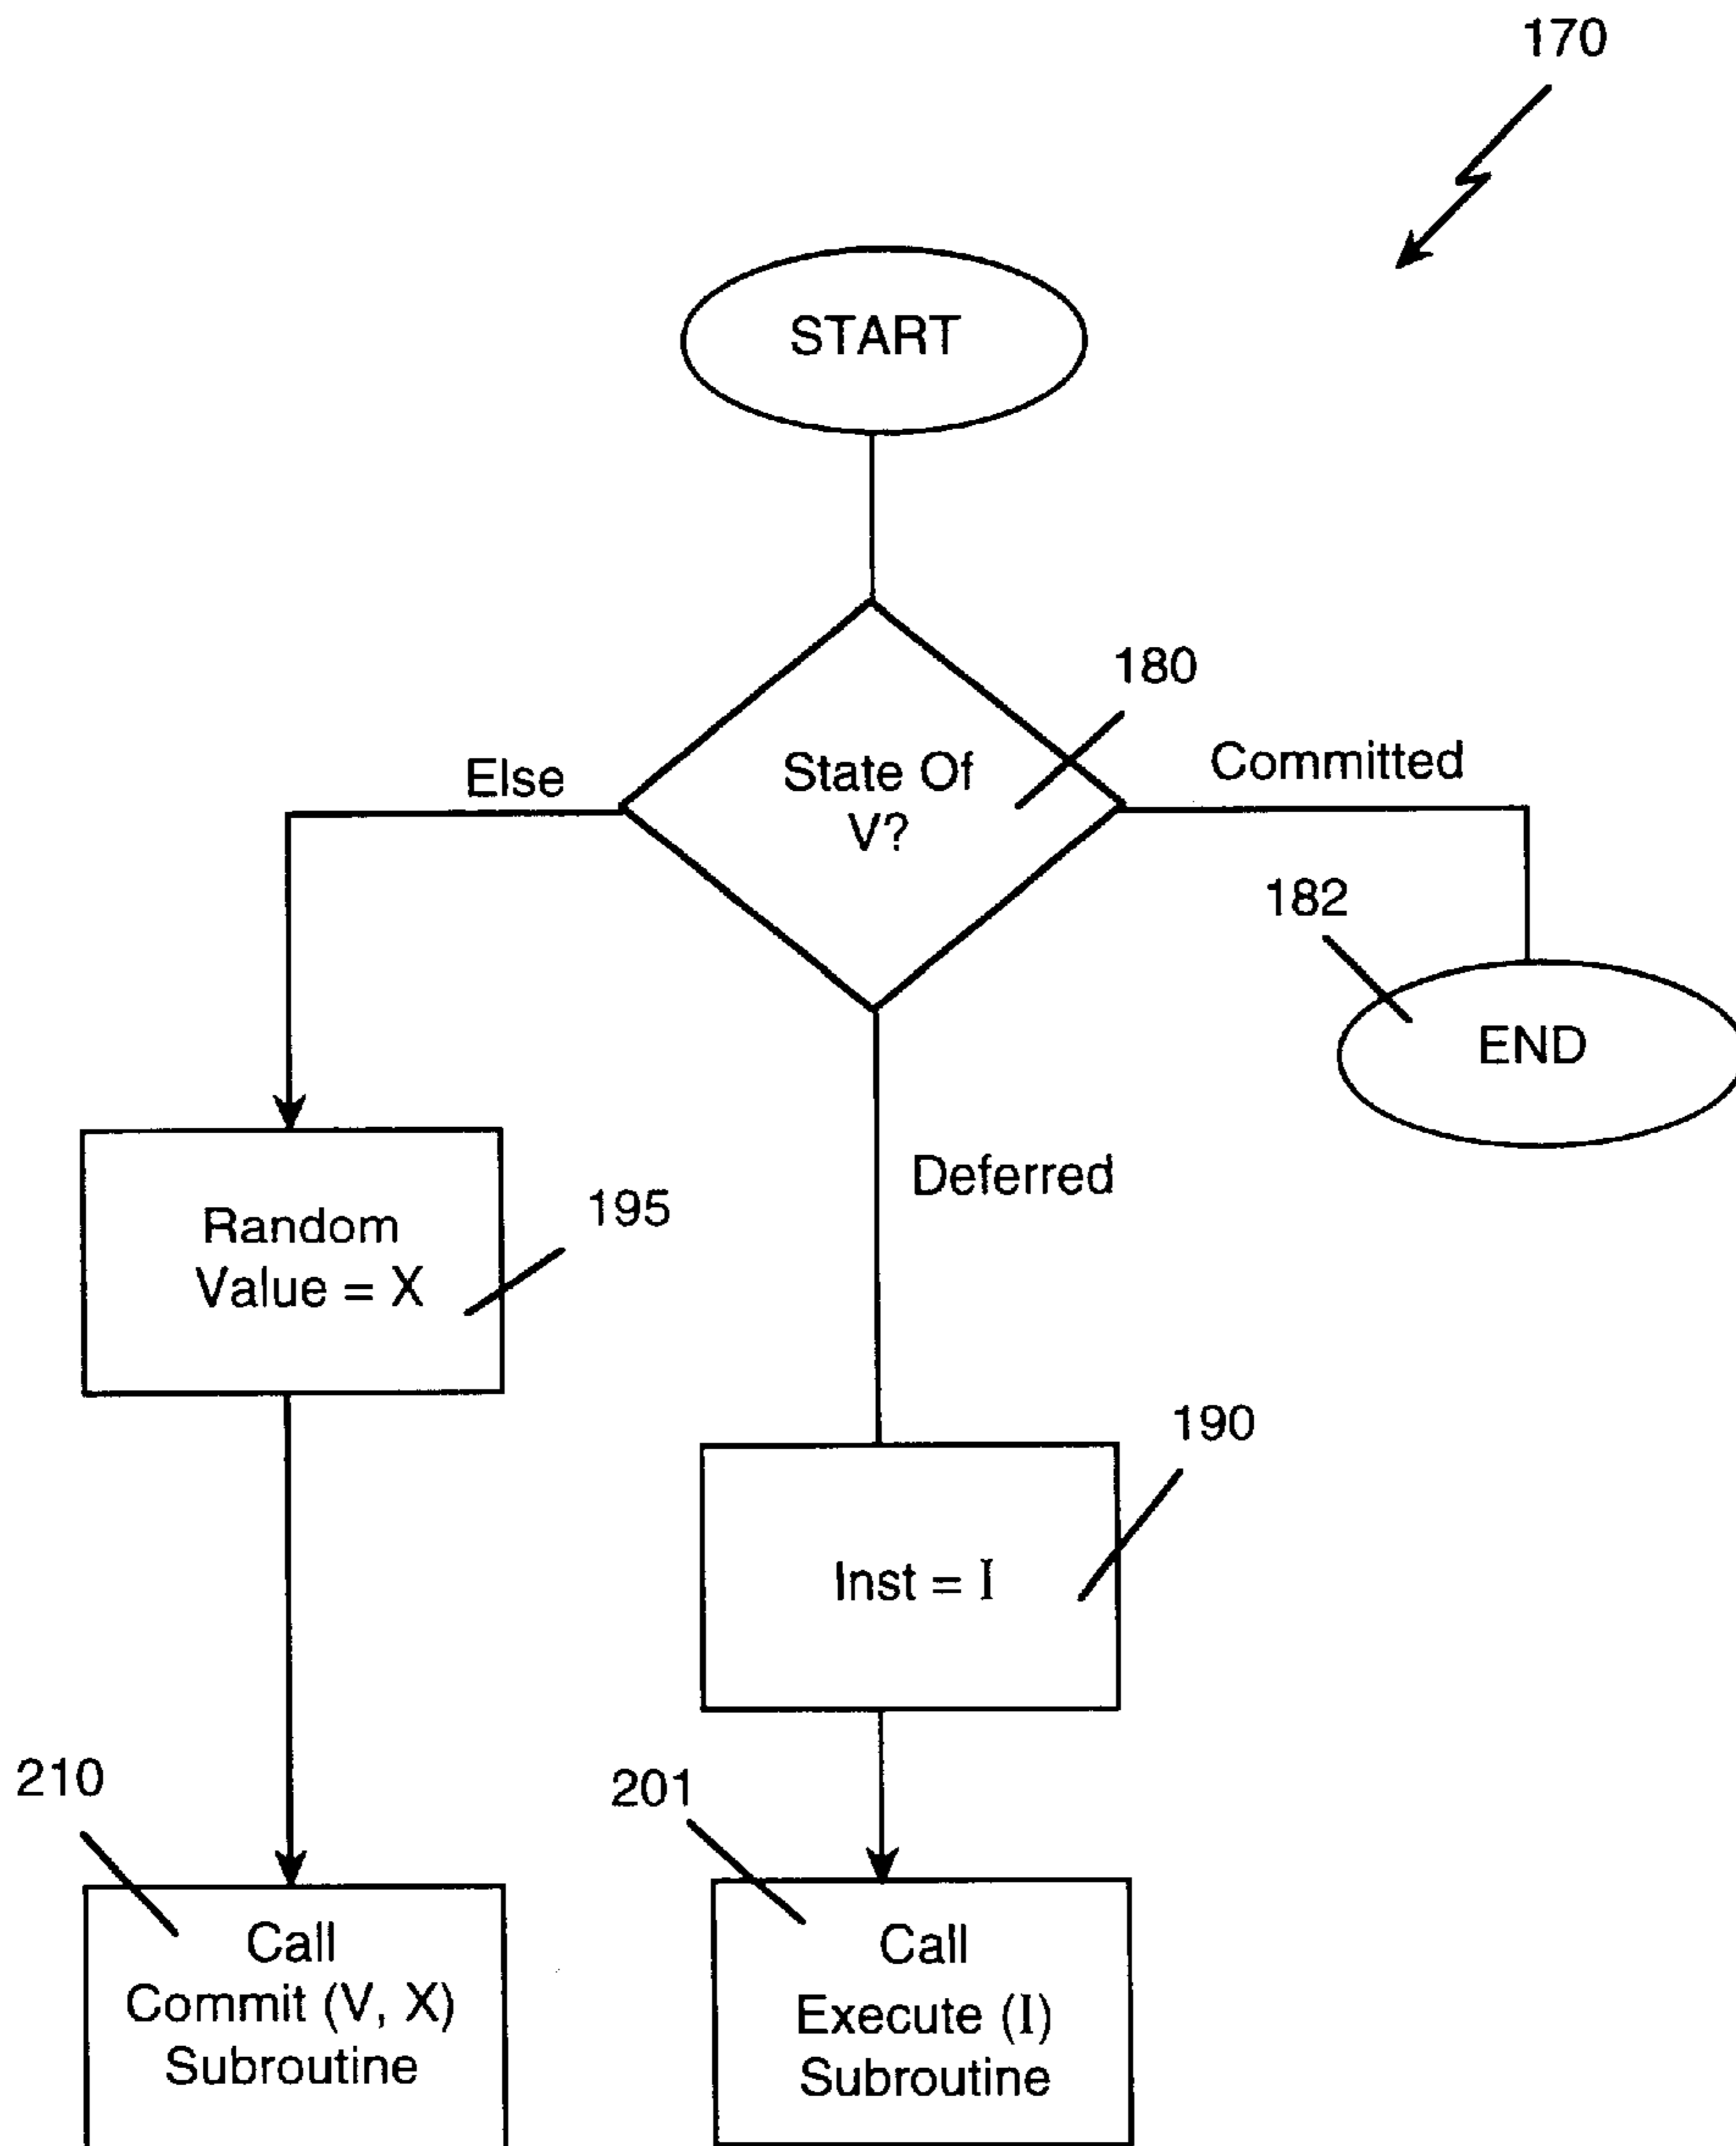 170
START
180
State Of
V?
Else
Committed
182
END
Deferred
Random
Value = X
195
190
Inst = I
210
201
Call
Commit (V, X)
Subroutine
Call
Execute (I)
Subroutine